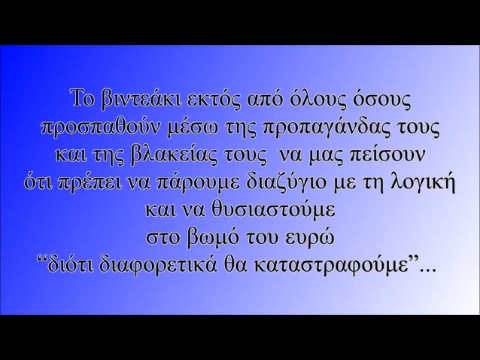 Το βιντεάκι εκτός από όλους όσους
προσπαθούν μέσω της προπαγάνδας τους
και της βλακείας τους να μας πείσουν
ότι πρέπει να πάρουμε διαζύγιο με τη λογική
και να θυσιαστούμε
στο βωμό του ευρώ
“διότι διαφορετικά θα καταστραφούμε”...